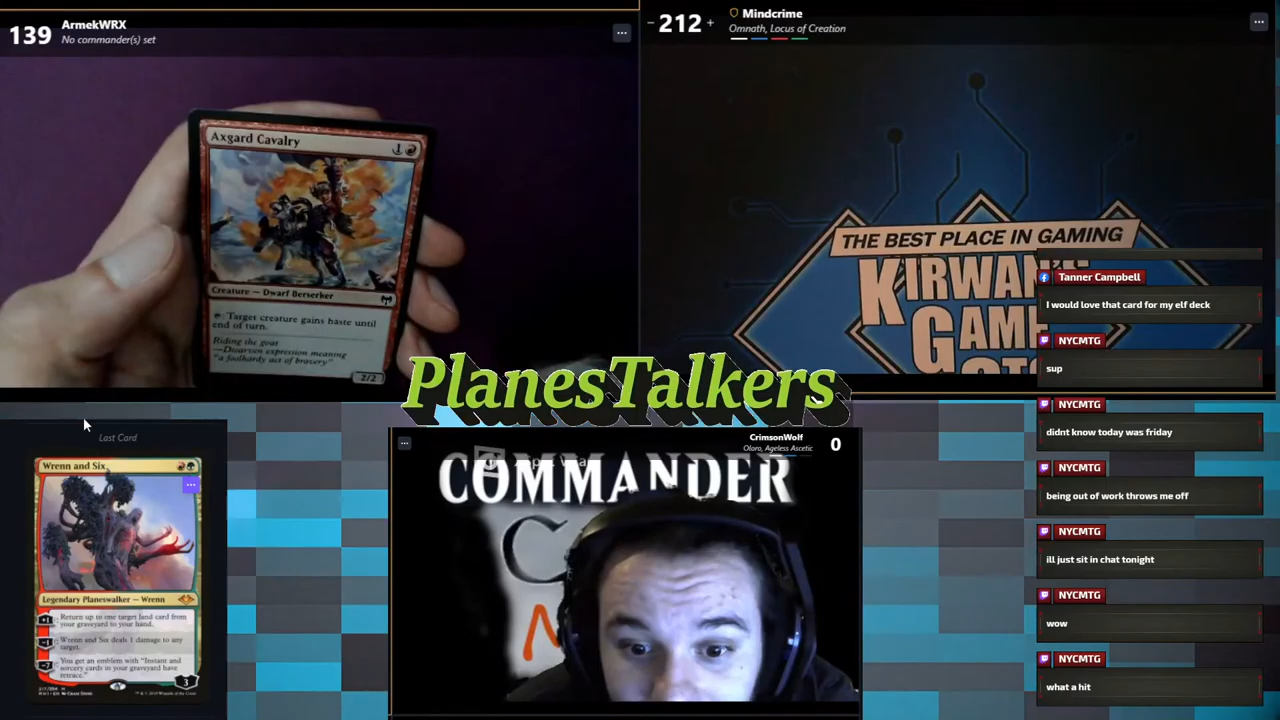 139
ArmekWRX
No commander(s) set
Axgard Cavalry
1
Creature — Dwarf Berserker
: Target creature gains haste until
end of turn.
Riding the goat
—Dwarven expression meaning
"a foolhardy act of bravery"
2/2
− 212 +
Mindcrime
Omnath, Locus of Creation
THE BEST PLACE IN GAMING
KIRWAN'S
GAME
Tanner Campbell
I would love that card for my elf deck
NYCMTG
sup
NYCMTG
didnt know today was friday
NYCMTG
being out of work throws me off
NYCMTG
ill just sit in chat tonight
NYCMTG
wow
NYCMTG
what a hit
PlanesTalkers
Last Card
Wrenn and Six
Legendary Planeswalker — Wrenn
+1: Return up to one target land card from
your graveyard to your hand.
−1: Wrenn and Six deals 1 damage to any
target.
−7: You get an emblem with "Instant and
sorcery cards in your graveyard have
retrace."
3
CrimsonWolf
Oloro, Ageless Ascetic
0
COMMANDER